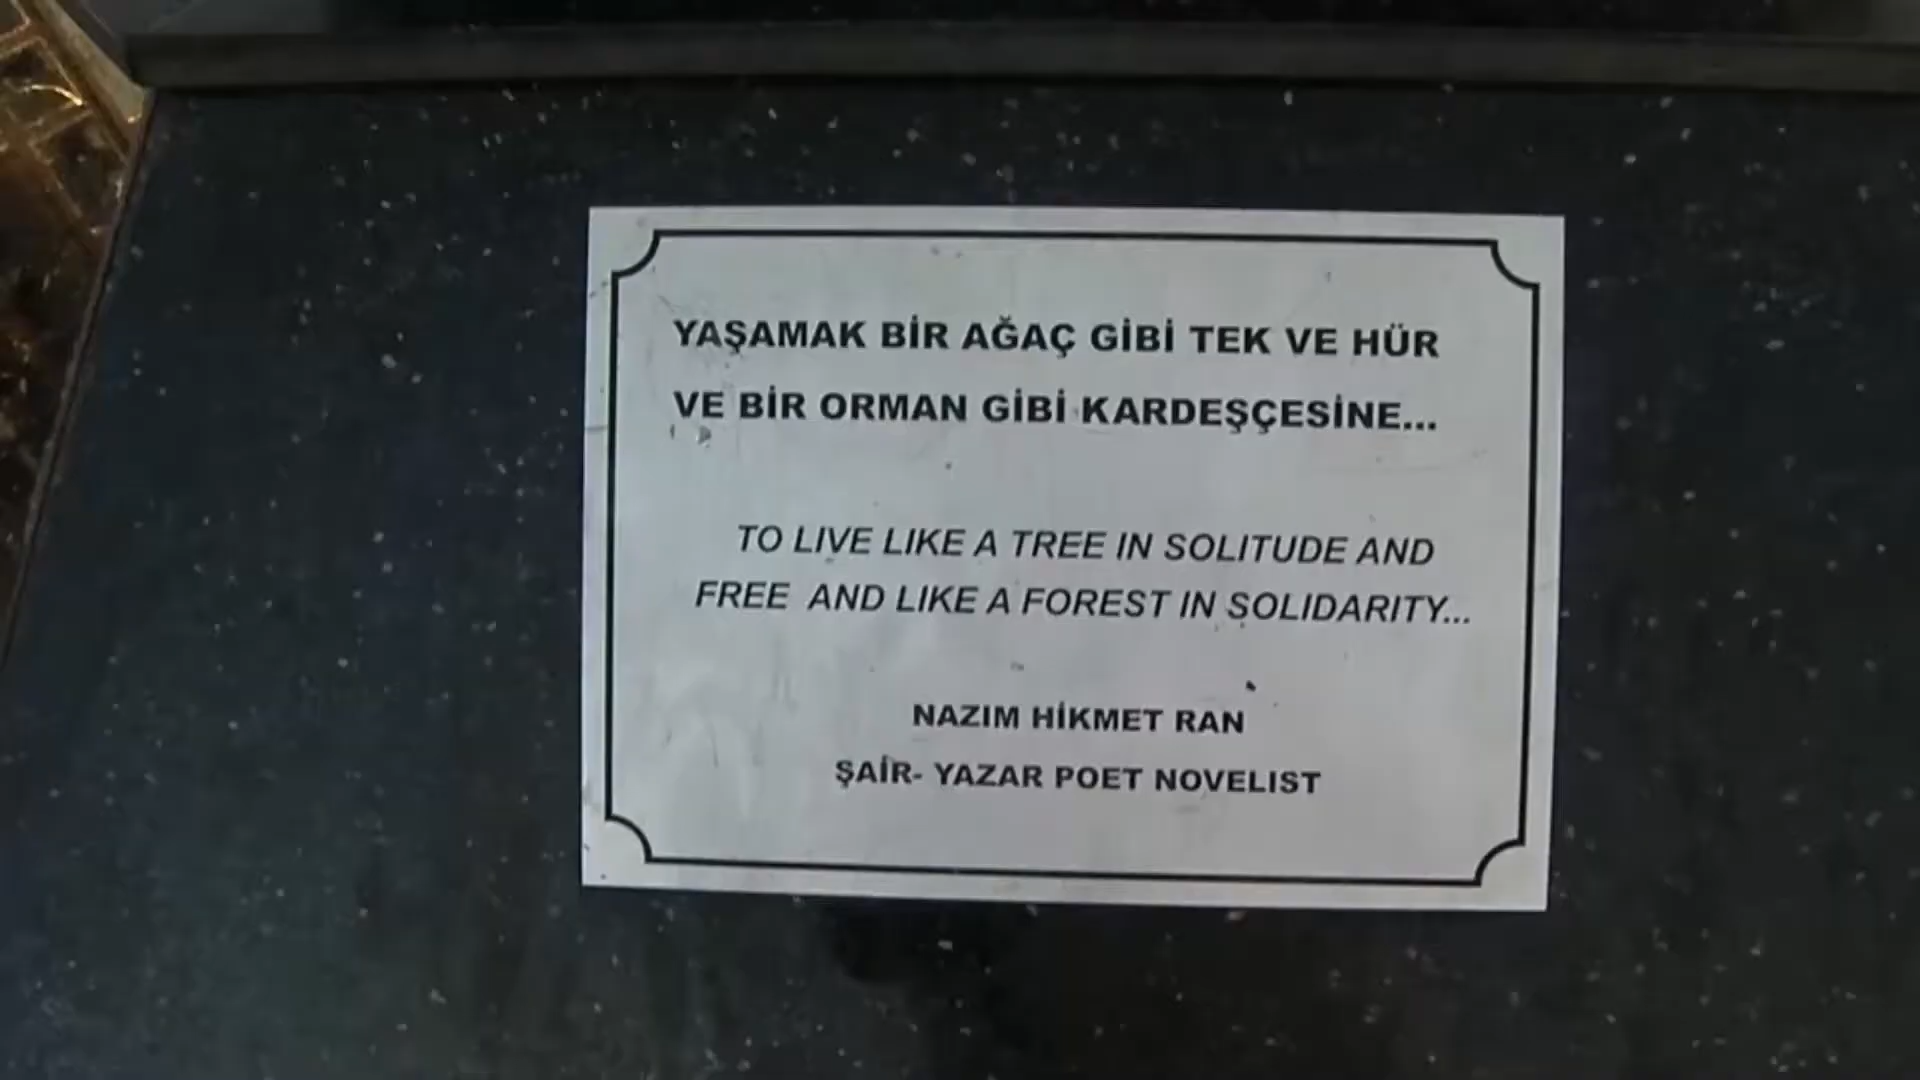 YAŞAMAK BİR AĞAÇ GİBİ TEK VE HÜR
VE BİR ORMAN GİBİ KARDEŞÇESİNE...
TO LIVE LIKE A TREE IN SOLITUDE AND
FREE AND LIKE A FOREST IN SOLIDARITY...
NAZIM HİKMET RAN
ŞAİR- YAZAR POET NOVELIST